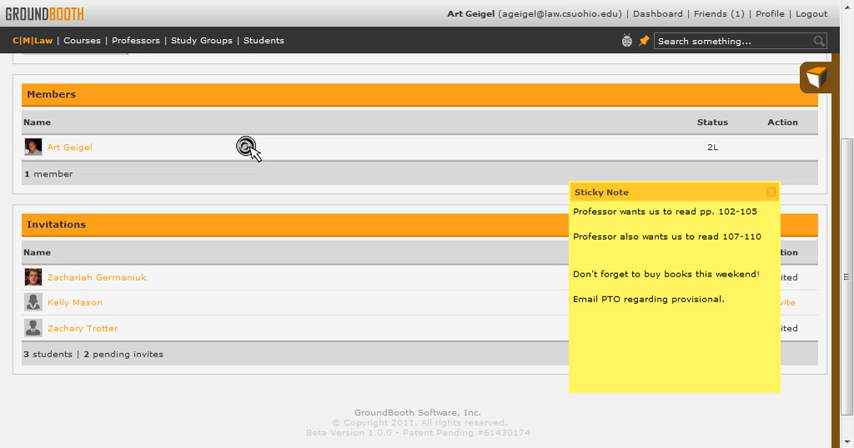 GROUNDBOOTH
Art Geigel (ageigel@law.csuohio.edu) | Dashboard | Friends (1) | Profile | Logout
C|M|Law | Courses | Professors | Study Groups | Students
Search something...
Members
Name Status Action
Art Geigel 2L
1 member
Invitations
Name tion
Zachariah Germaniuk ited
Kelly Mason vite
Zachary Trotter ited
3 students | 2 pending invites
Sticky Note
Professor wants us to read pp. 102-105
Professor also wants us to read 107-110
Don't forget to buy books this weekend!
Email PTO regarding provisional.
GroundBooth Software, Inc.
© Copyright 2011. All rights reserved.
Beta Version 1.0.0 - Patent Pending #61430174